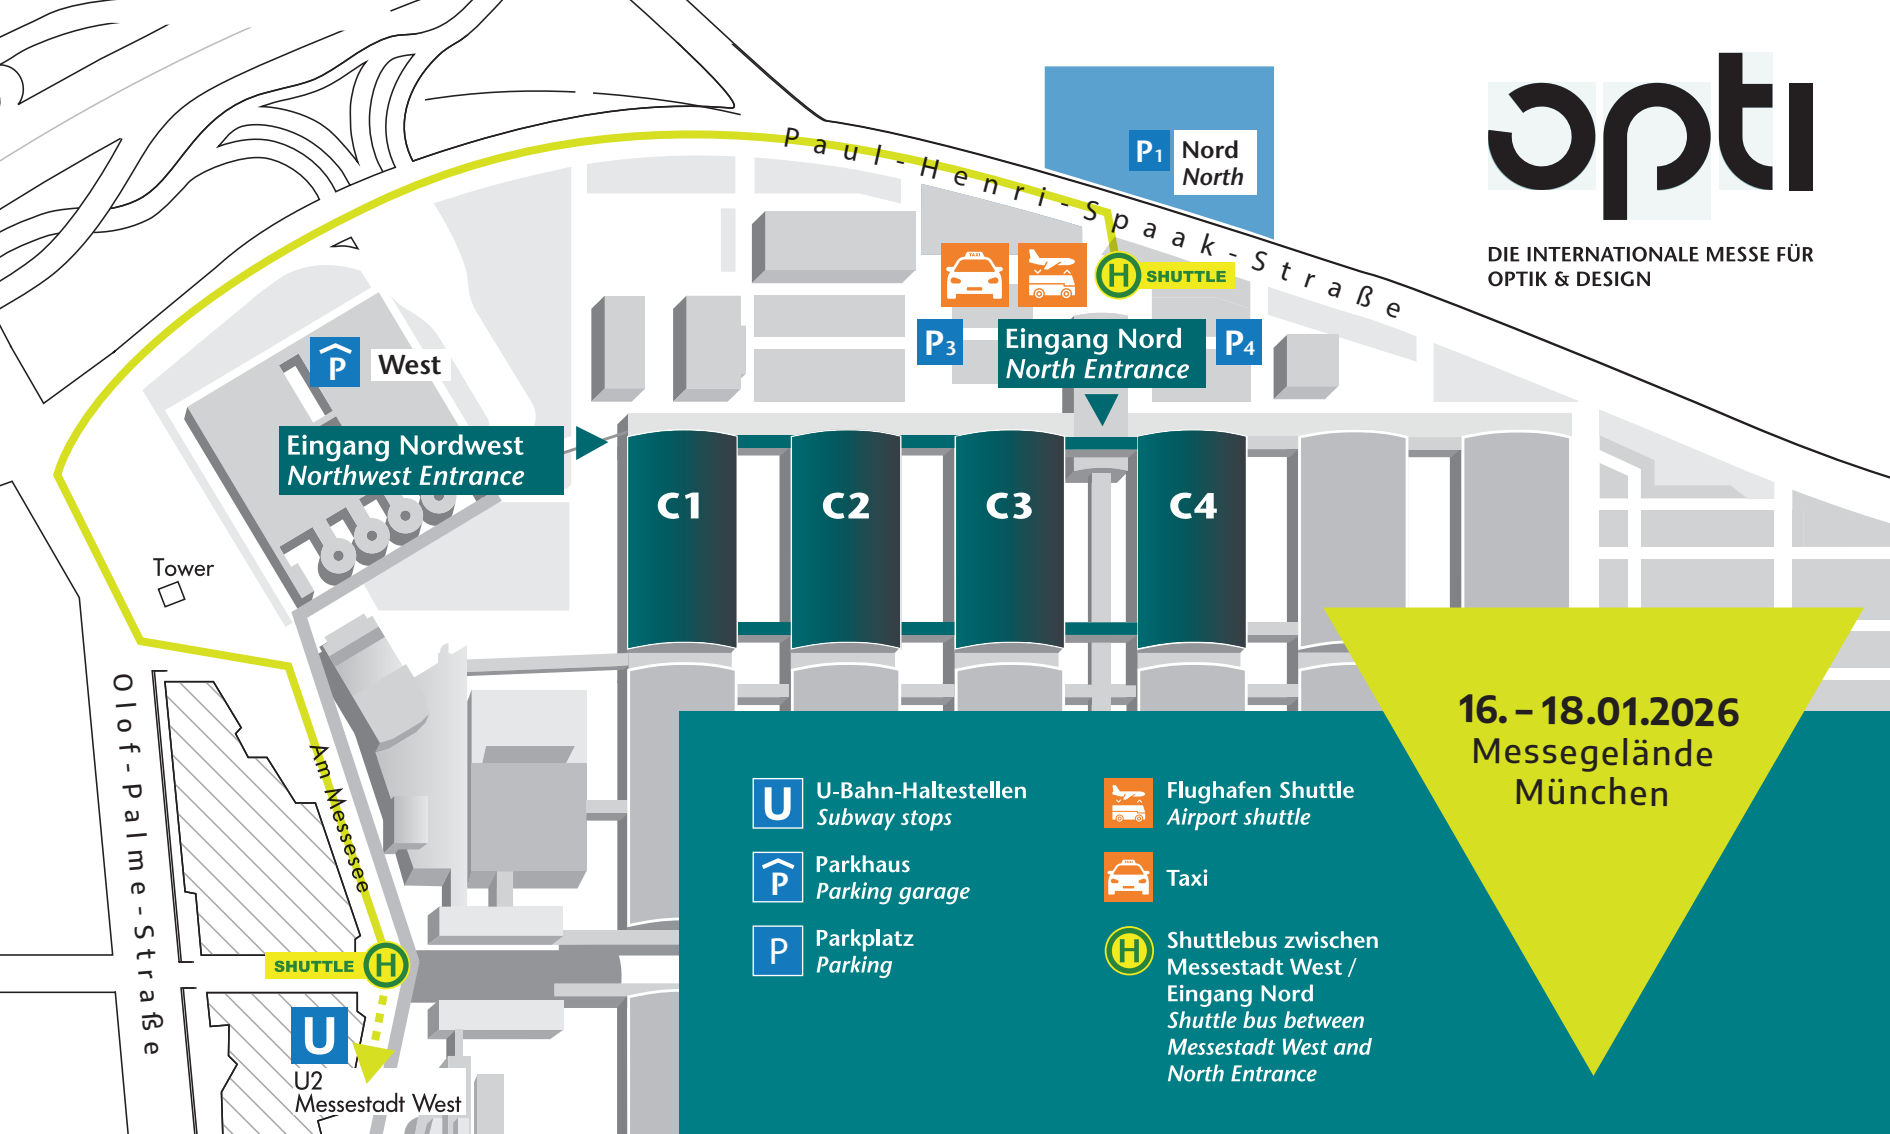 opti
DIE INTERNATIONALE MESSE FÜR
OPTIK & DESIGN
Paul-Henri-Spaak-Straße
P1 Nord
North
TAXI
H SHUTTLE
P3
Eingang Nord
North Entrance
P4
P West
Eingang Nordwest
Northwest Entrance
C1
C2
C3
C4
Tower
Olof-Palme-Straße
Am Messesee
SHUTTLE H
U
U2
Messestadt West
U
U-Bahn-Haltestellen
Subway stops
P
Parkhaus
Parking garage
P
Parkplatz
Parking
Flughafen Shuttle
Airport shuttle
TAXI
Taxi
H
Shuttlebus zwischen
Messestadt West /
Eingang Nord
Shuttle bus between
Messestadt West and
North Entrance
16. – 18.01.2026
Messegelände
München